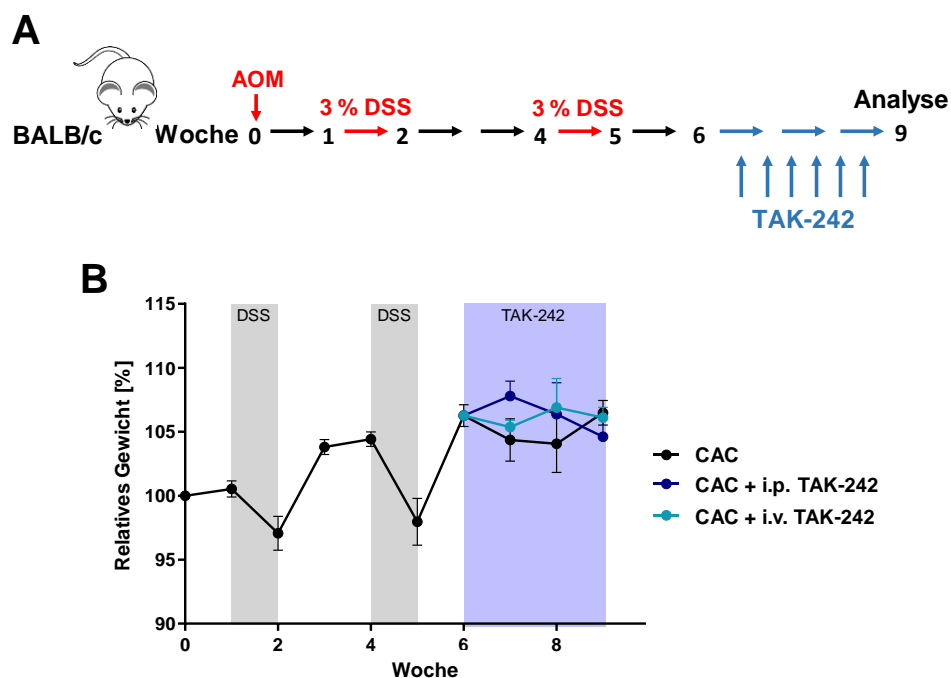 A
AOM
3 % DSS 3 % DSS Analyse
BALB/c Woche 0 1 2 4 5 6 9
TAK-242
B
115
DSS DSS TAK-242
110
105
100
95
90
Relatives Gewicht [%]
0 2 4 6 8
Woche
CAC
CAC + i.p. TAK-242
CAC + i.v. TAK-242